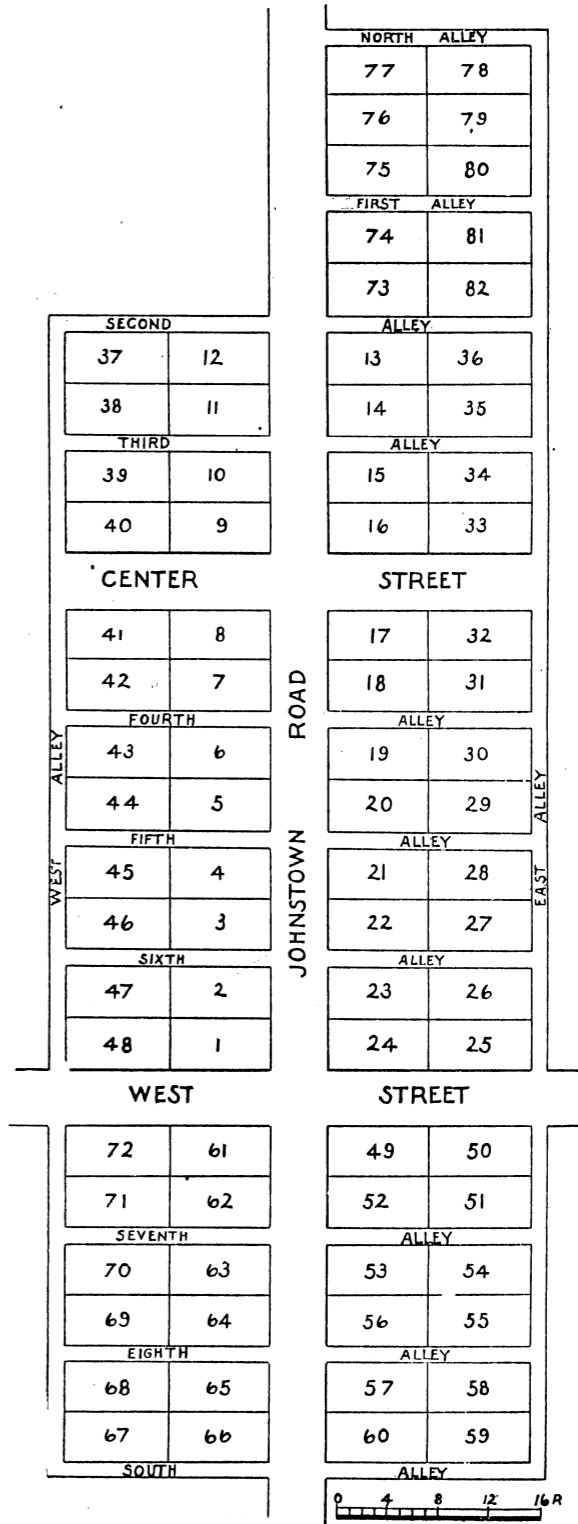 NORTH ALLEY
77 78
76 79
75 80
FIRST ALLEY
74 81
73 82
SECOND ALLEY
37 12 13 36
38 11 14 35
THIRD ALLEY
39 10 15 34
40 9 16 33
CENTER STREET
41 8 17 32
42 7 18 31
FOURTH ALLEY
43 6 19 30
44 5 20 29
FIFTH ALLEY
45 4 21 28
46 3 22 27
SIXTH ALLEY
47 2 23 26
48 1 24 25
WEST ALLEY
JOHNSTOWN ROAD
EAST ALLEY
WEST STREET
72 61 49 50
71 62 52 51
SEVENTH ALLEY
70 63 53 54
69 64 56 55
EIGHTH ALLEY
68 65 57 58
67 66 60 59
SOUTH ALLEY
0 4 8 12 16 R